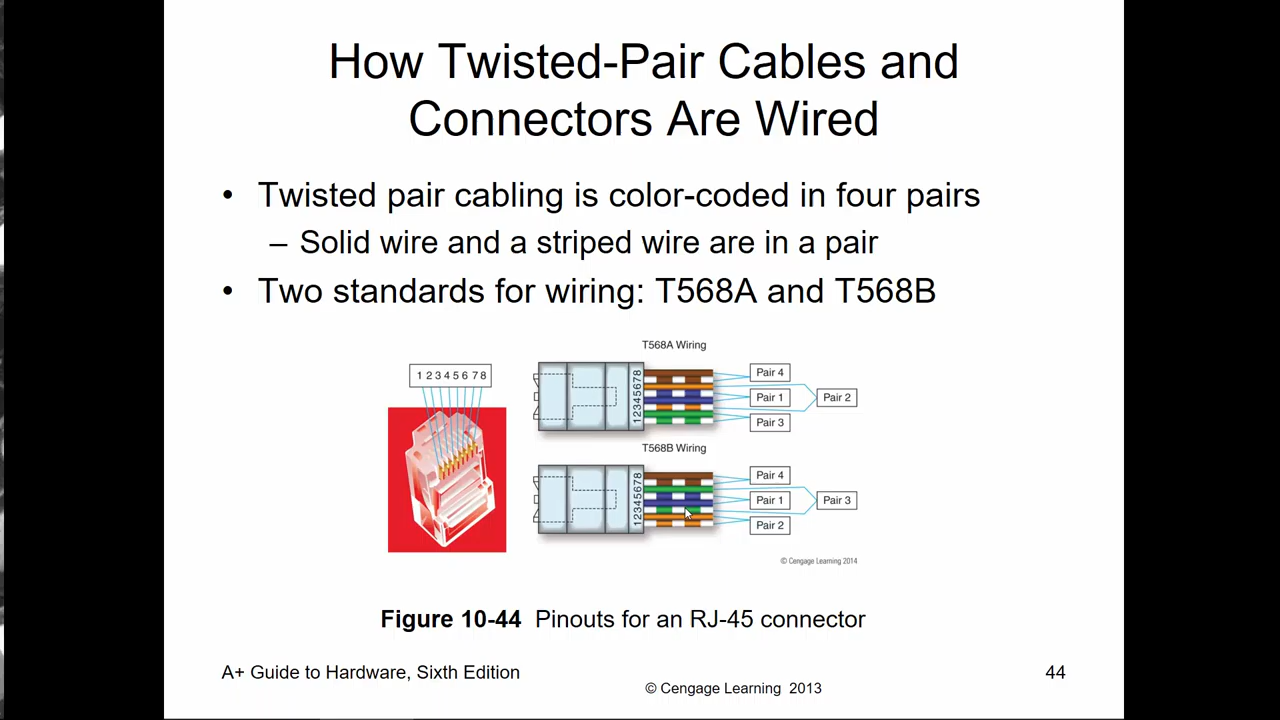 How Twisted-Pair Cables and
Connectors Are Wired
• Twisted pair cabling is color-coded in four pairs
– Solid wire and a striped wire are in a pair
• Two standards for wiring: T568A and T568B
1 2 3 4 5 6 7 8
T568A Wiring
12345678
Pair 4
Pair 1
Pair 2
Pair 3
T568B Wiring
12345678
Pair 4
Pair 1
Pair 3
Pair 2
© Cengage Learning 2014
Figure 10-44 Pinouts for an RJ-45 connector
A+ Guide to Hardware, Sixth Edition
© Cengage Learning 2013
44